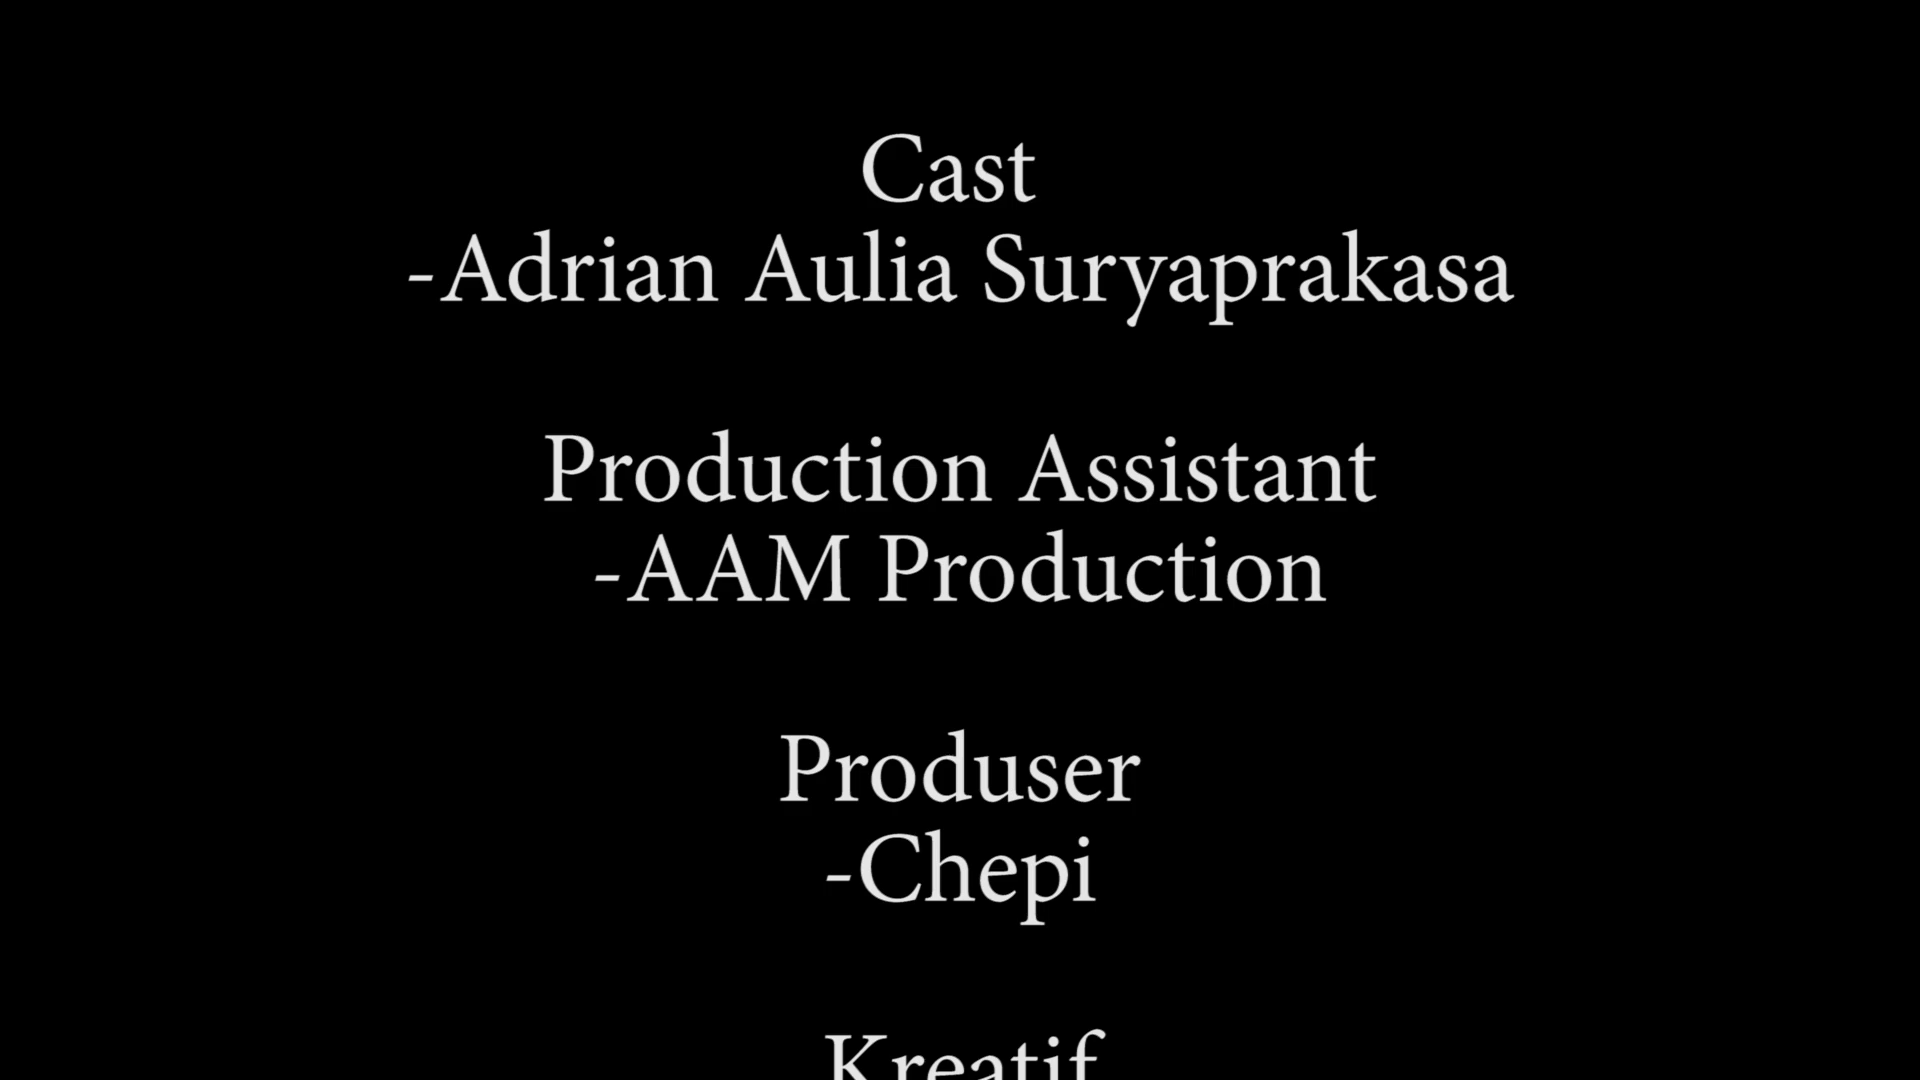 Cast
-Adrian Aulia Suryaprakasa
Production Assistant
-AAM Production
Produser
-Chepi
Kreatif